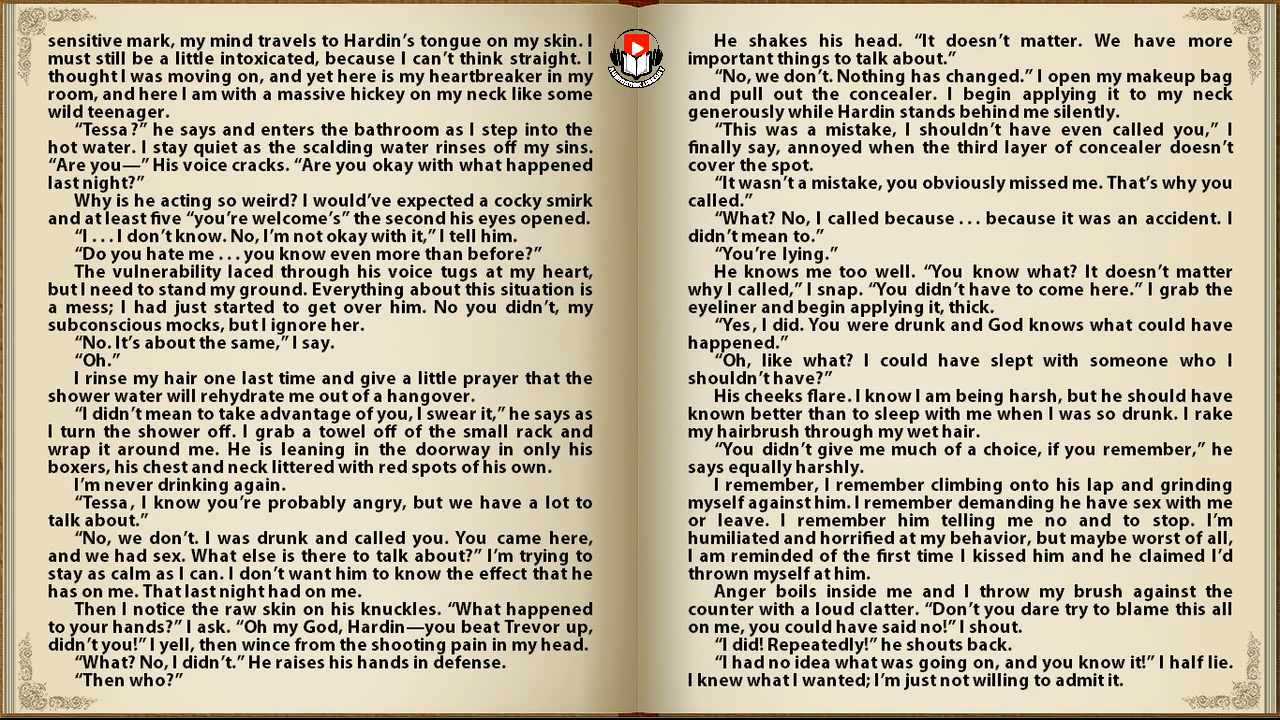 sensitive mark, my mind travels to Hardin’s tongue on my skin. I
must still be a little intoxicated, because I can’t think straight. I
thought I was moving on, and yet here is my heartbreaker in my
room, and here I am with a massive hickey on my neck like some
wild teenager.
“Tessa?” he says and enters the bathroom as I step into the
hot water. I stay quiet as the scalding water rinses off my sins.
“Are you—” His voice cracks. “Are you okay with what happened
last night?”
Why is he acting so weird? I would’ve expected a cocky smirk
and at least five “you’re welcome’s” the second his eyes opened.
“I . . . I don’t know. No, I’m not okay with it,” I tell him.
“Do you hate me . . . you know even more than before?”
The vulnerability laced through his voice tugs at my heart,
but I need to stand my ground. Everything about this situation is
a mess; I had just started to get over him. No you didn’t, my
subconscious mocks, but I ignore her.
“No. It’s about the same,” I say.
“Oh.”
I rinse my hair one last time and give a little prayer that the
shower water will rehydrate me out of a hangover.
“I didn’t mean to take advantage of you, I swear it,” he says as
I turn the shower off. I grab a towel off of the small rack and
wrap it around me. He is leaning in the doorway in only his
boxers, his chest and neck littered with red spots of his own.
I’m never drinking again.
“Tessa, I know you’re probably angry, but we have a lot to
talk about.”
“No, we don’t. I was drunk and called you. You came here,
and we had sex. What else is there to talk about?” I’m trying to
stay as calm as I can. I don’t want him to know the effect that he
has on me. That last night had on me.
Then I notice the raw skin on his knuckles. “What happened
to your hands?” I ask. “Oh my God, Hardin—you beat Trevor up,
didn’t you!” I yell, then wince from the shooting pain in my head.
“What? No, I didn’t.” He raises his hands in defense.
“Then who?”
He shakes his head. “It doesn’t matter. We have more
important things to talk about.”
“No, we don’t. Nothing has changed.” I open my makeup bag
and pull out the concealer. I begin applying it to my neck
generously while Hardin stands behind me silently.
“This was a mistake, I shouldn’t have even called you,” I
finally say, annoyed when the third layer of concealer doesn’t
cover the spot.
“It wasn’t a mistake, you obviously missed me. That’s why you
called.”
“What? No, I called because . . . because it was an accident. I
didn’t mean to.”
“You’re lying.”
He knows me too well. “You know what? It doesn’t matter
why I called,” I snap. “You didn’t have to come here.” I grab the
eyeliner and begin applying it, thick.
“Yes, I did. You were drunk and God knows what could have
happened.”
“Oh, like what? I could have slept with someone who I
shouldn’t have?”
His cheeks flare. I know I am being harsh, but he should have
known better than to sleep with me when I was so drunk. I rake
my hairbrush through my wet hair.
“You didn’t give me much of a choice, if you remember,” he
says equally harshly.
I remember, I remember climbing onto his lap and grinding
myself against him. I remember demanding he have sex with me
or leave. I remember him telling me no and to stop. I’m
humiliated and horrified at my behavior, but maybe worst of all,
I am reminded of the first time I kissed him and he claimed I’d
thrown myself at him.
Anger boils inside me and I throw my brush against the
counter with a loud clatter. “Don’t you dare try to blame this all
on me, you could have said no!” I shout.
“I did! Repeatedly!” he shouts back.
“I had no idea what was going on, and you know it!” I half lie.
I knew what I wanted; I’m just not willing to admit it.